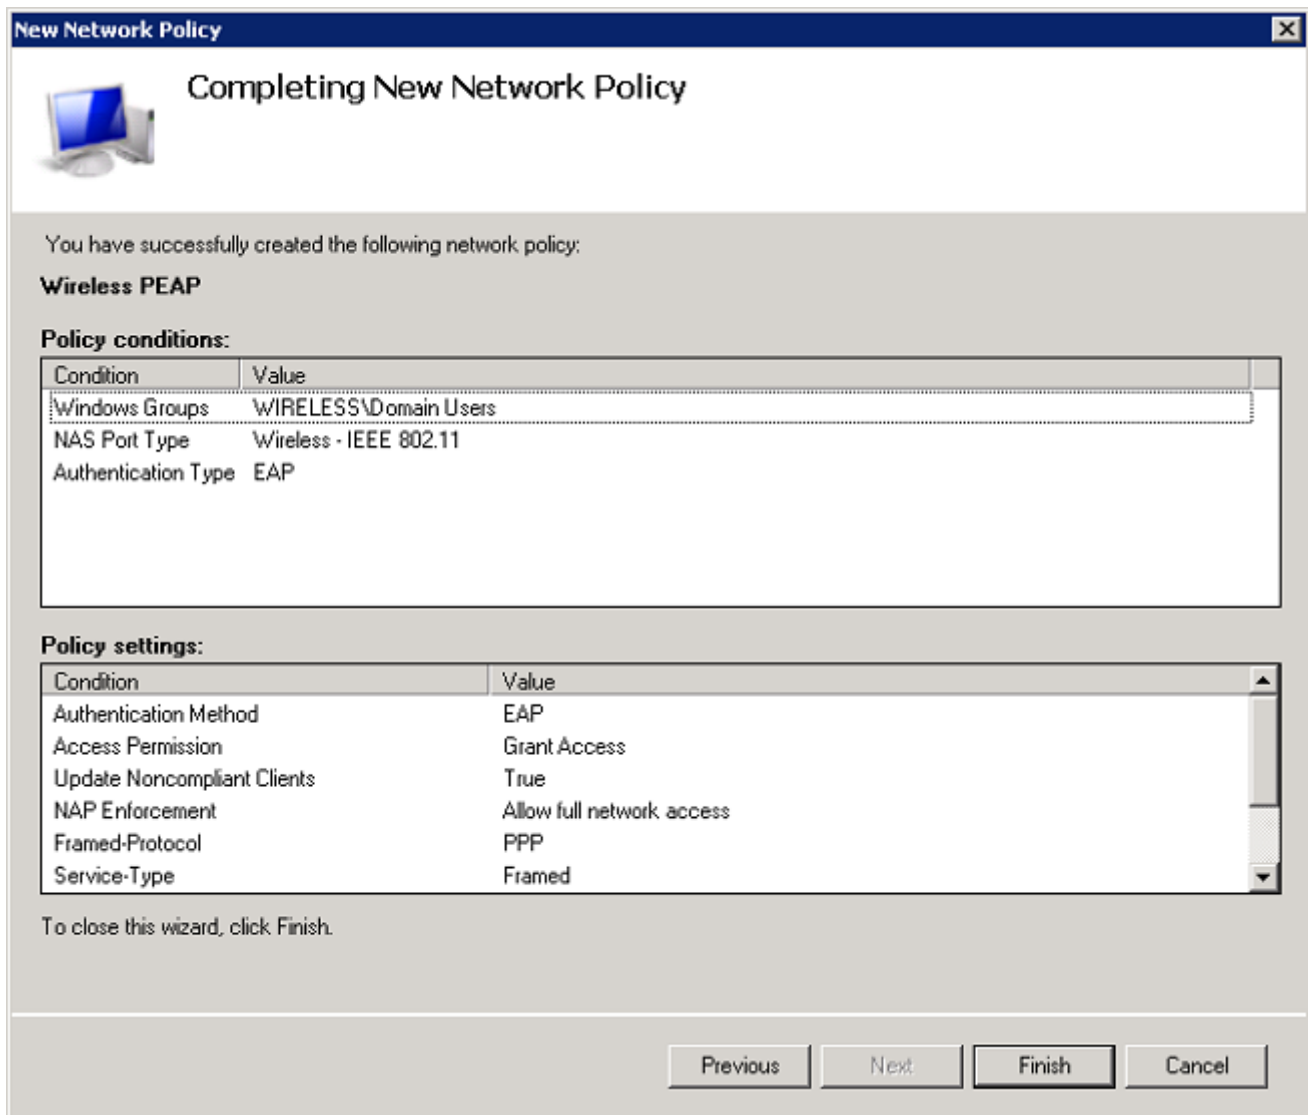 New Network Policy
Completing New Network Policy
You have successfully created the following network policy:
Wireless PEAP
Policy conditions:
Condition Value
Windows Groups WIRELESS\Domain Users
NAS Port Type Wireless - IEEE 802.11
Authentication Type EAP
Policy settings:
Condition Value
Authentication Method EAP
Access Permission Grant Access
Update Noncompliant Clients True
NAP Enforcement Allow full network access
Framed-Protocol PPP
Service-Type Framed
To close this wizard, click Finish.
Previous Next Finish Cancel